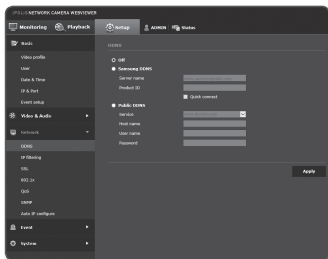 iPOLiS NETWORK CAMERA WEBVIEWER
Monitoring
Playback
Setup
ADMIN
Status
Basic
Video profile
User
Date & Time
IP & Port
Event setup
Video & Audio
Network
DDNS
IP filtering
SSL
802.1x
QoS
SNMP
Auto IP configure
Event
System
DDNS
Off
Samsung DDNS
Server name
Product ID
Quick connect
Public DDNS
Service
Host name
User name
Password
Apply